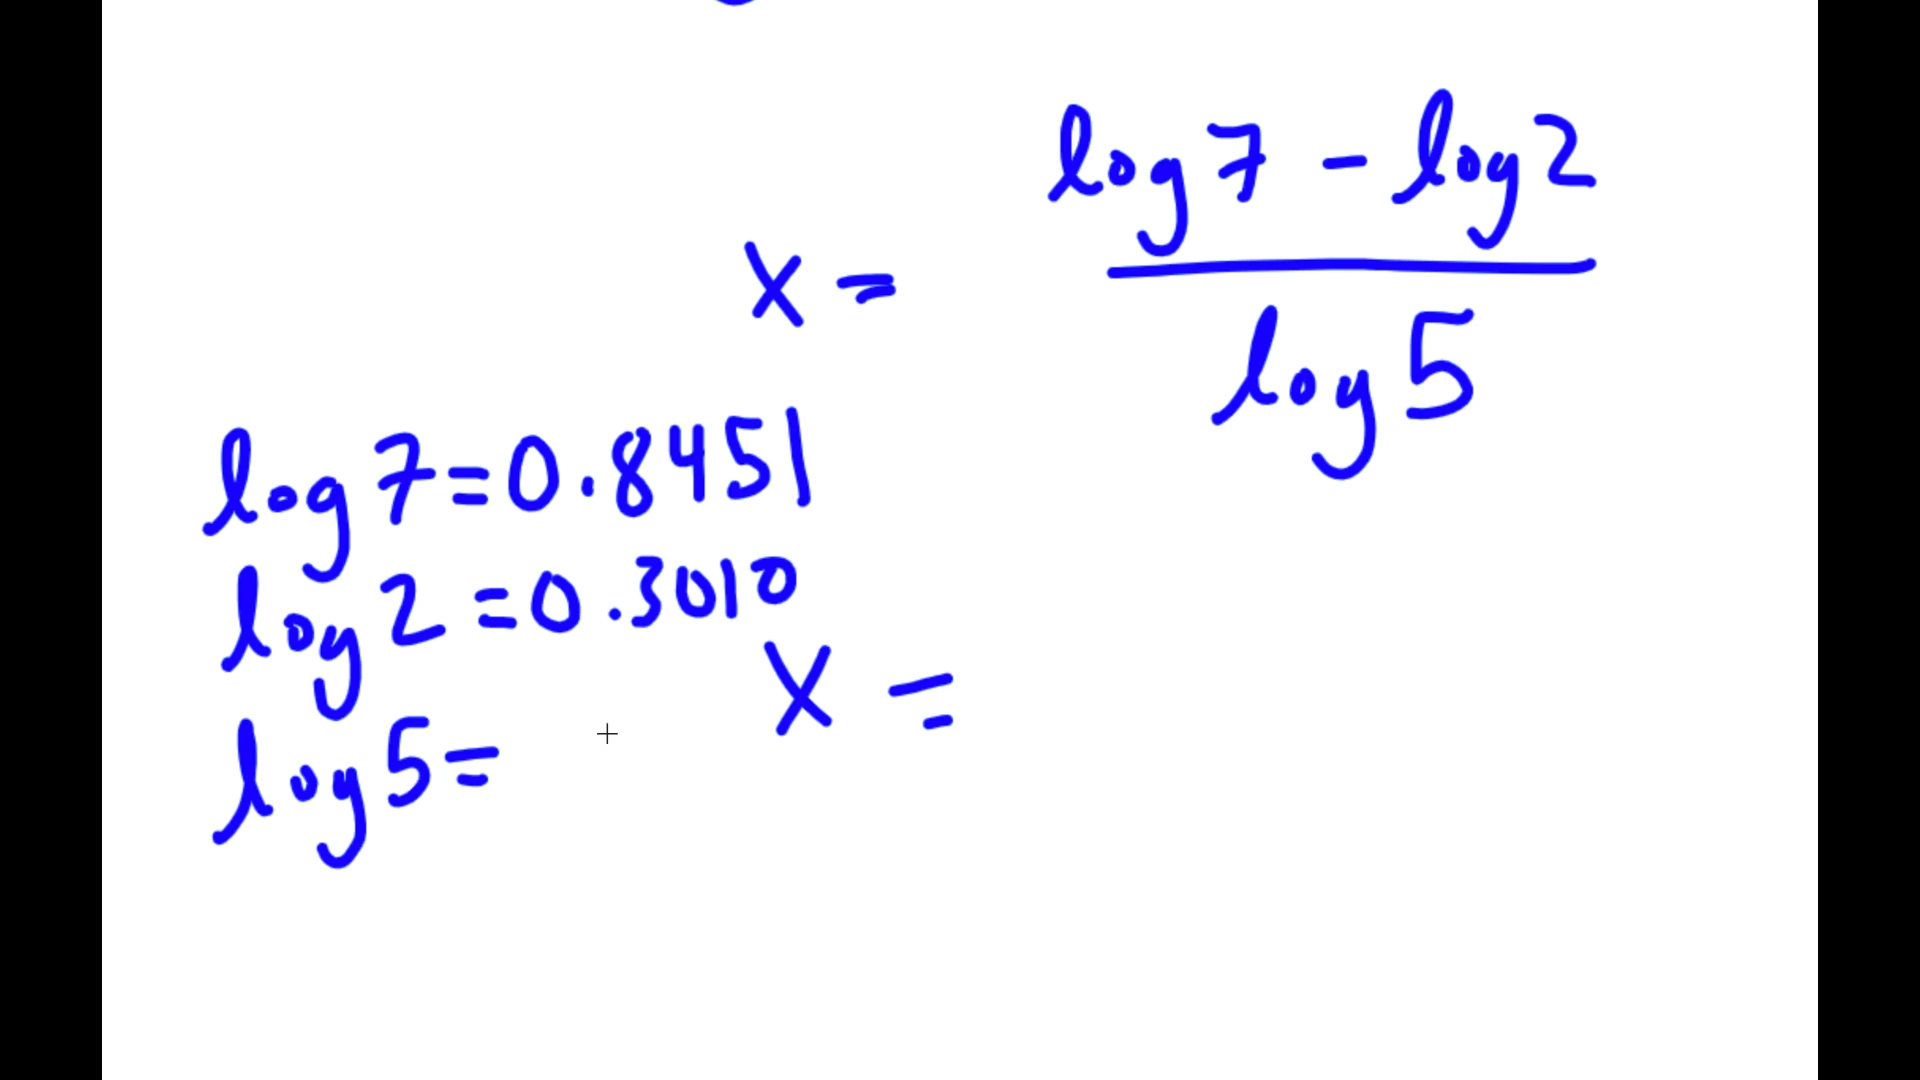 log 7 - log 2
x =
log 5
log 7 = 0.8451
log 2 = 0.3010
x =
log 5 =